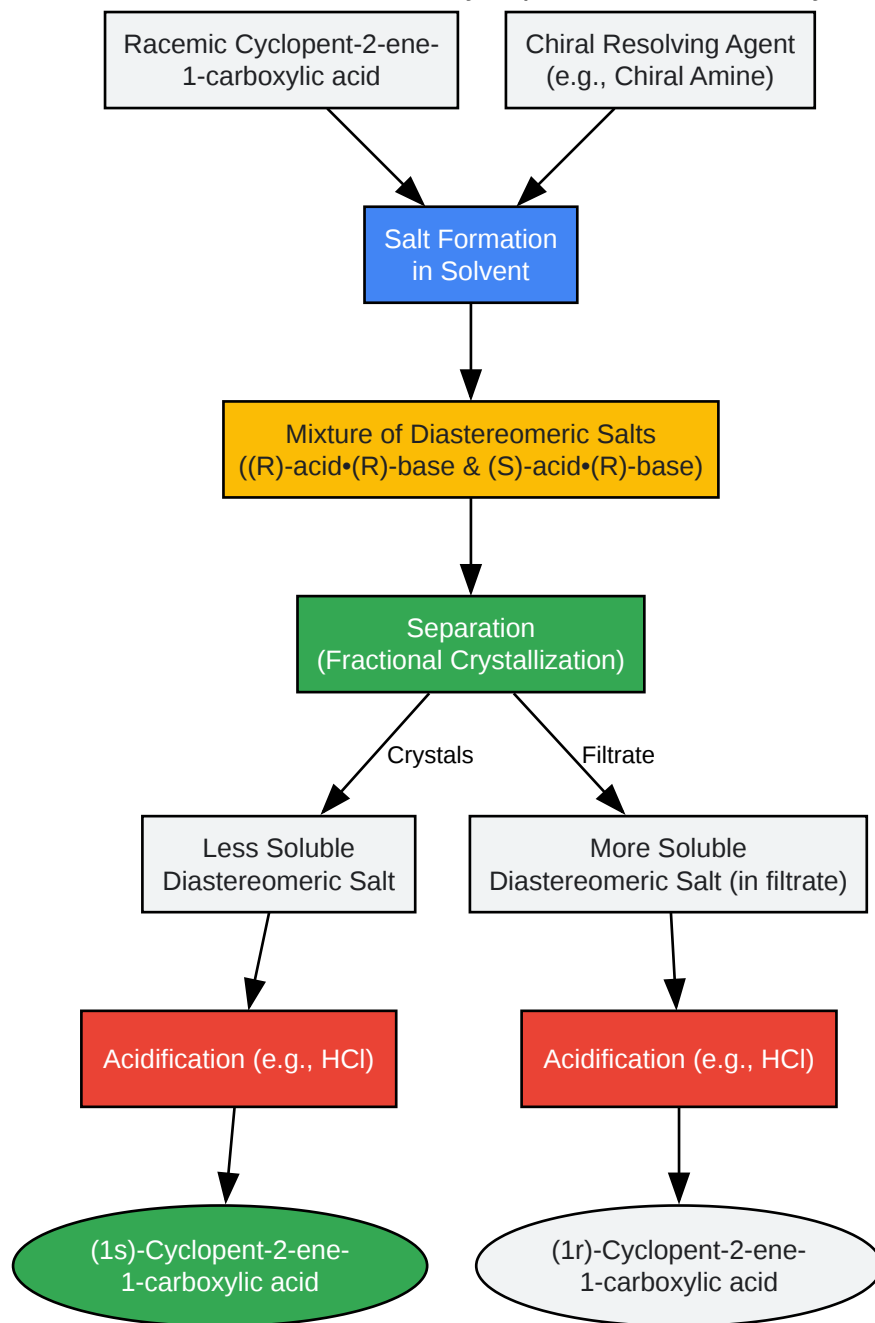 Racemic Cyclopent-2-ene-
1-carboxylic acid
Chiral Resolving Agent
(e.g., Chiral Amine)
Salt Formation
in Solvent
Mixture of Diastereomeric Salts
((R)-acid•(R)-base & (S)-acid•(R)-base)
Separation
(Fractional Crystallization)
Crystals
Filtrate
Less Soluble
Diastereomeric Salt
More Soluble
Diastereomeric Salt (in filtrate)
Acidification (e.g., HCl)
Acidification (e.g., HCl)
(1s)-Cyclopent-2-ene-
1-carboxylic acid
(1r)-Cyclopent-2-ene-
1-carboxylic acid